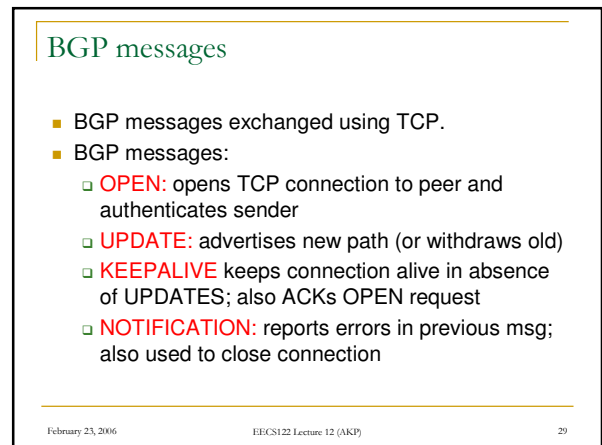 BGP messages
BGP messages exchanged using TCP.
BGP messages:
OPEN: opens TCP connection to peer and
authenticates sender
UPDATE: advertises new path (or withdraws old)
KEEPALIVE keeps connection alive in absence
of UPDATES; also ACKs OPEN request
NOTIFICATION: reports errors in previous msg;
also used to close connection
February 23, 2006 EECS122 Lecture 12 (AKP) 29